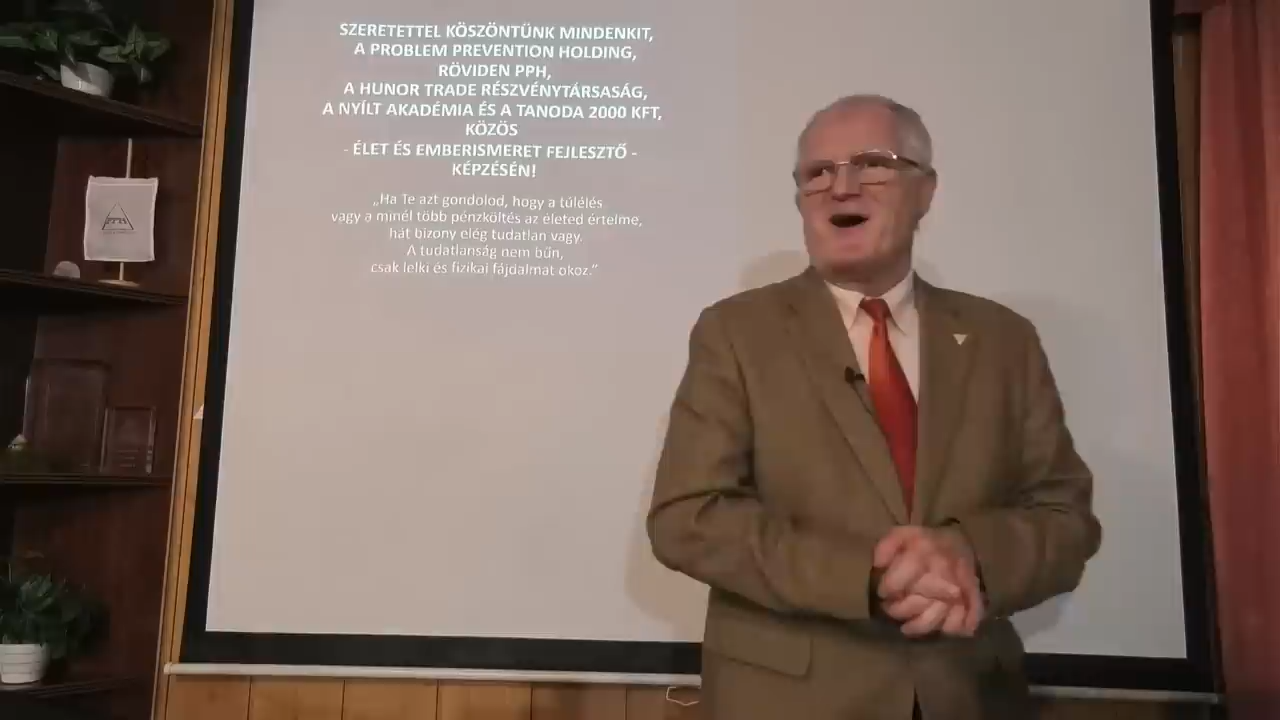 SZERETETTEL KÖSZÖNTÜNK MINDENKIT,
A PROBLEM PREVENTION HOLDING,
RÖVIDEN PPH,
A HUNOR TRADE RÉSZVÉNYTÁRSASÁG,
A NYÍLT AKADÉMIA ÉS A TANODA 2000 KFT,
KÖZÖS
- ÉLET ÉS EMBERISMERET FEJLESZTŐ -
KÉPZÉSÉN!
„Ha Te azt gondolod, hogy a túlélés
vagy a minél több pénzköltés az életed értelme,
hát bizony elég tudatlan vagy.
A tudatlanság nem bűn,
csak lelki és fizikai fájdalmat okoz.”
PPH